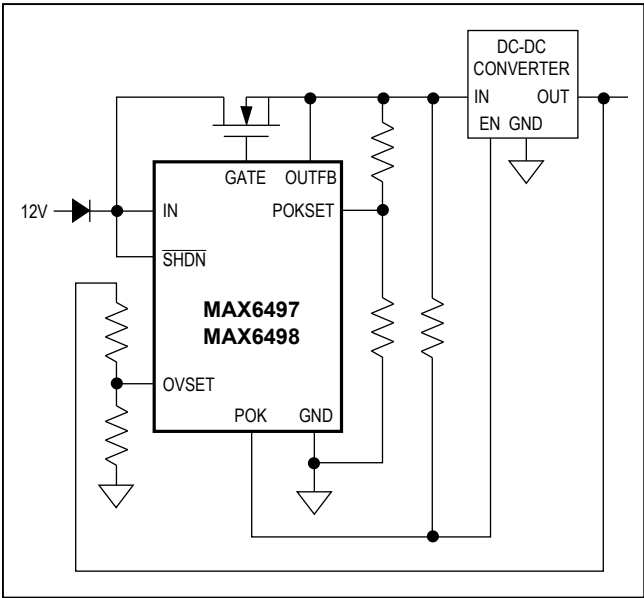 DC-DC
CONVERTER
IN OUT
EN GND
GATE OUTFB
12V
IN
POKSET
SHDN
MAX6497
MAX6498
OVSET
POK GND